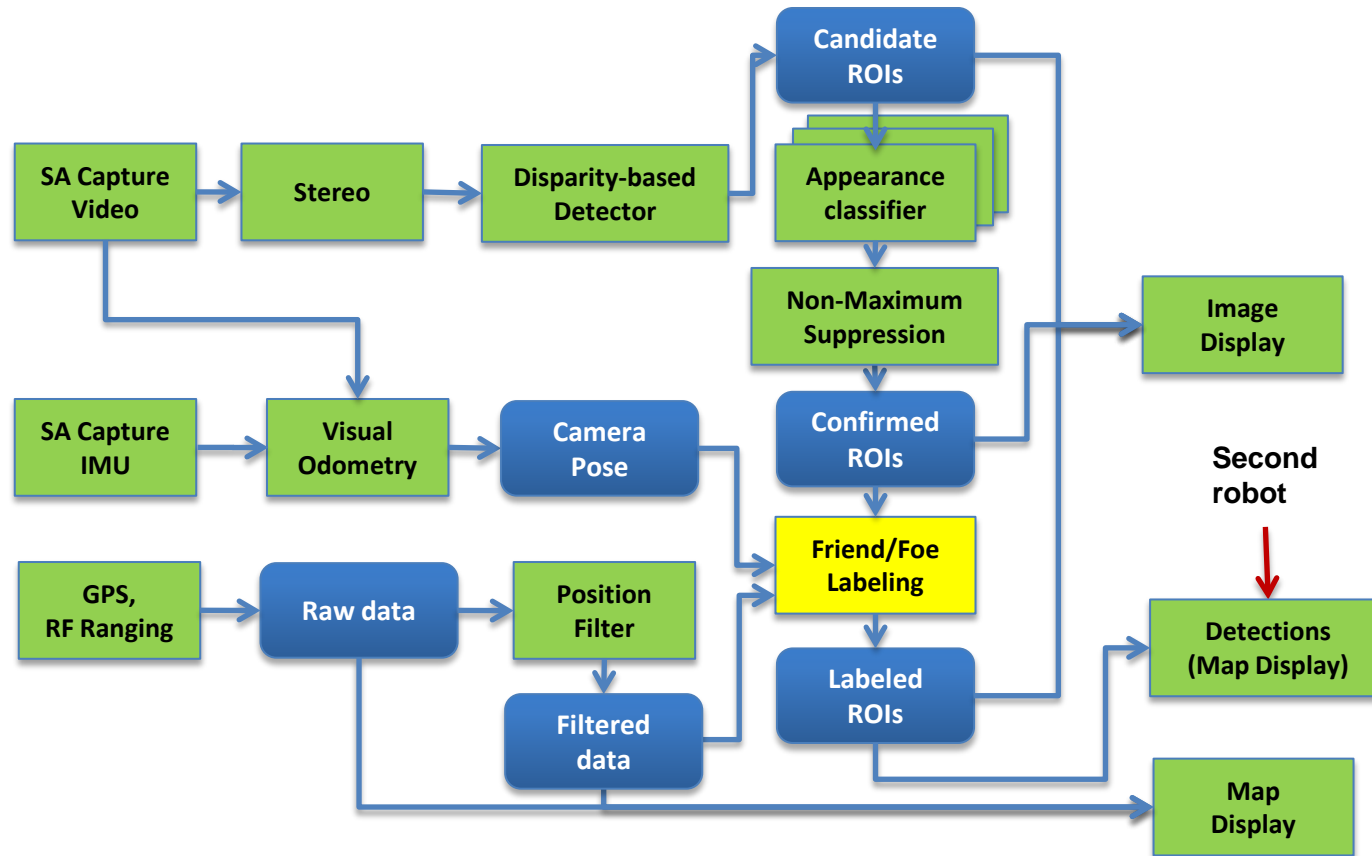 Candidate
ROIs
SA Capture
Video
Stereo
Disparity-based
Detector
Appearance
classifier
Non-Maximum
Suppression
Image
Display
SA Capture
IMU
Visual
Odometry
Camera
Pose
Confirmed
ROIs
Second
robot
GPS,
RF Ranging
Raw data
Position
Filter
Friend/Foe
Labeling
Detections
(Map Display)
Filtered
data
Labeled
ROIs
Map
Display